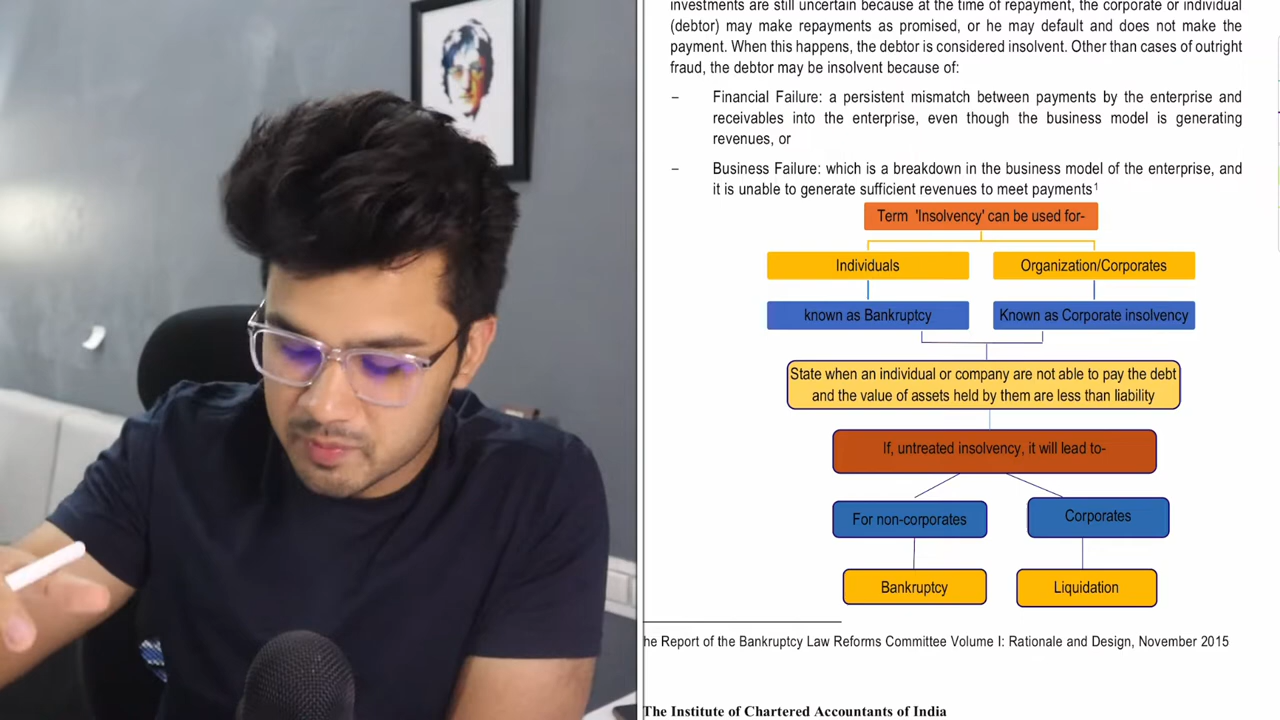 investments are still uncertain because at the time of repayment, the corporate or individual
(debtor) may make repayments as promised, or he may default and does not make the
payment. When this happens, the debtor is considered insolvent. Other than cases of outright
fraud, the debtor may be insolvent because of:
– Financial Failure: a persistent mismatch between payments by the enterprise and
receivables into the enterprise, even though the business model is generating
revenues, or
– Business Failure: which is a breakdown in the business model of the enterprise, and
it is unable to generate sufficient revenues to meet payments¹
Term 'Insolvency' can be used for-
Individuals
Organization/Corporates
known as Bankruptcy
Known as Corporate insolvency
State when an individual or company are not able to pay the debt
and the value of assets held by them are less than liability
If, untreated insolvency, it will lead to-
For non-corporates
Corporates
Bankruptcy
Liquidation
he Report of the Bankruptcy Law Reforms Committee Volume I: Rationale and Design, November 2015
The Institute of Chartered Accountants of India